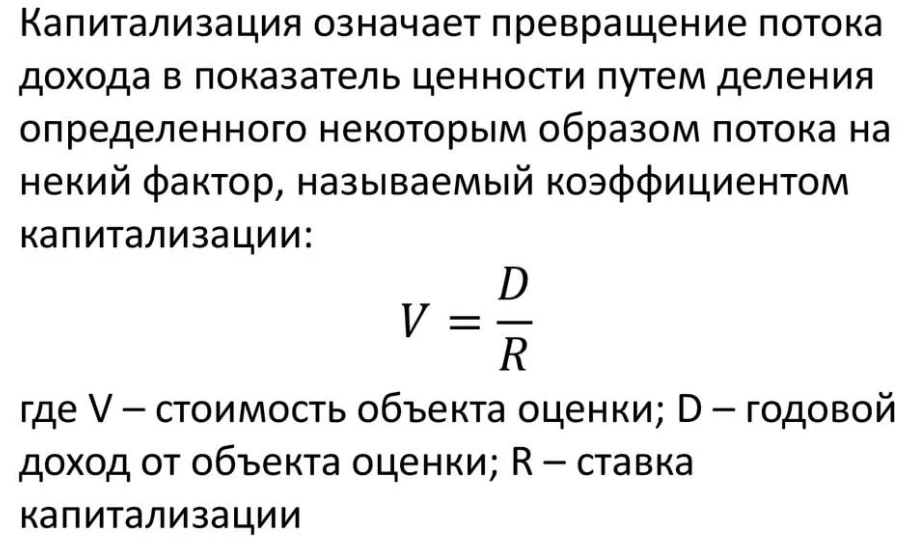 Капитализация означает превращение потока
дохода в показатель ценности путем деления
определенного некоторым образом потока на
некий фактор, называемый коэффициентом
капитализации:
V = D/R
где V – стоимость объекта оценки; D – годовой
доход от объекта оценки; R – ставка
капитализации